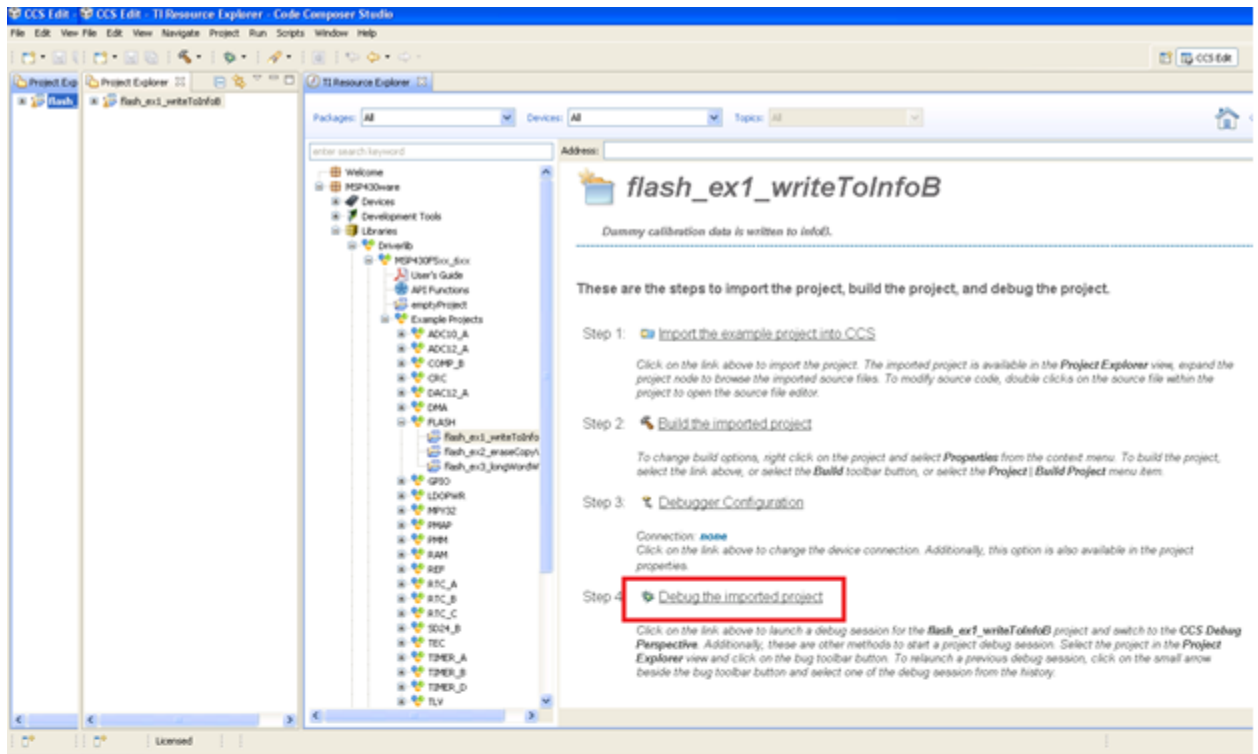 CCS Edit - CCS Edit - TI Resource Explorer - Code Composer Studio
File Edit View File Edit View Navigate Project Run Scripts Window Help
CCS Edit
Project Exp Project Explorer TI Resource Explorer
flash_ flash_ex1_writeToInfoB
Packages: All Devices: All Topics: All
enter search keyword Address:
Welcome
MSP430ware
Devices
Development Tools
Libraries
Driverlib
MSP430F5xx_6xx
User's Guide
API Functions
emptyProject
Example Projects
ADC10_A
ADC12_A
COMP_B
CRC
DAC12_A
DMA
FLASH
flash_ex1_writeToInfo
flash_ex2_eraseCopy\
flash_ex3_longWordW
GPIO
LDOPWR
MPY32
PMAP
PMM
RAM
REF
RTC_A
RTC_B
RTC_C
SD24_B
TEC
TIMER_A
TIMER_B
TIMER_D
TLV
flash_ex1_writeToInfoB
Dummy calibration data is written to infoB.
These are the steps to import the project, build the project, and debug the project.
Step 1: Import the example project into CCS
Click on the link above to import the project. The imported project is available in the Project Explorer view, expand the
project node to browse the imported source files. To modify source code, double clicks on the source file within the
project to open the source file editor.
Step 2: Build the imported project
To change build options, right click on the project and select Properties from the context menu. To build the project,
select the link above, or select the Build toolbar button, or select the Project | Build Project menu item.
Step 3: Debugger Configuration
Connection: none
Click on the link above to change the device connection. Additionally, this option is also available in the project
properties.
Step 4 Debug the imported project
Click on the link above to launch a debug session for the flash_ex1_writeToInfoB project and switch to the CCS Debug
Perspective. Additionally, these are other methods to start a project debug session. Select the project in the Project
Explorer view and click on the bug toolbar button. To relaunch a previous debug session, click on the small arrow
beside the bug toolbar button and select one of the debug session from the history.
Licensed